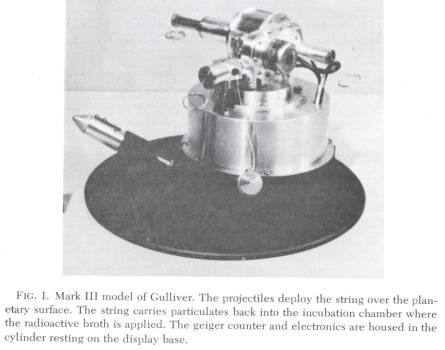 FIG. 1. Mark III model of Gulliver. The projectiles deploy the string over the plan-
etary surface. The string carries particulates back into the incubation chamber where
the radioactive broth is applied. The geiger counter and electronics are housed in the
cylinder resting on the display base.